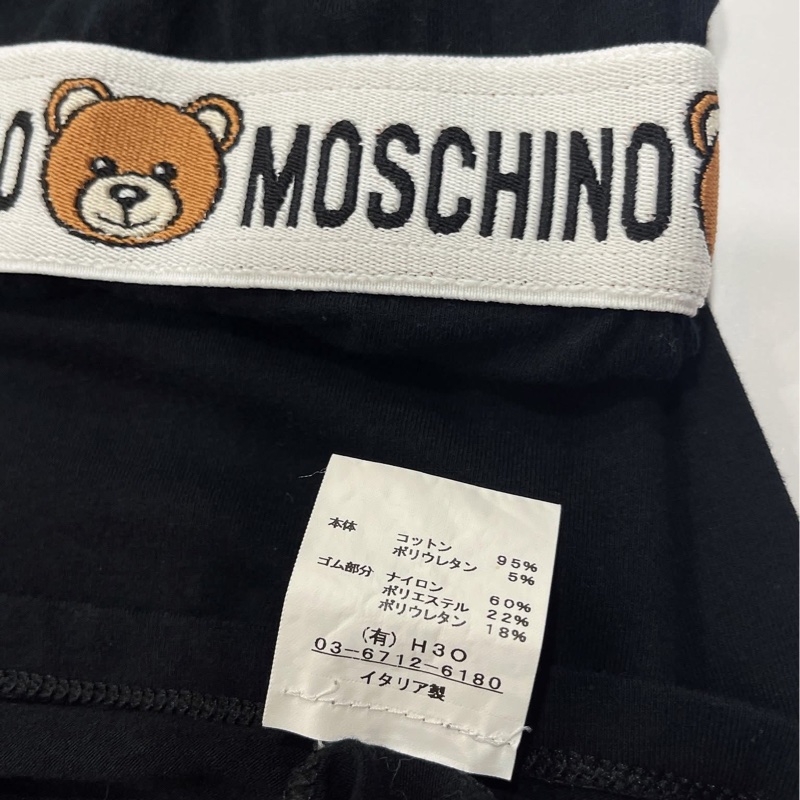 O MOSCHINO
本体 コットン 95%
ポリウレタン 5%
ゴム部分 ナイロン 60%
ポリエステル 22%
ポリウレタン 18%
(有) H3O
03-6712-6180
イタリア製